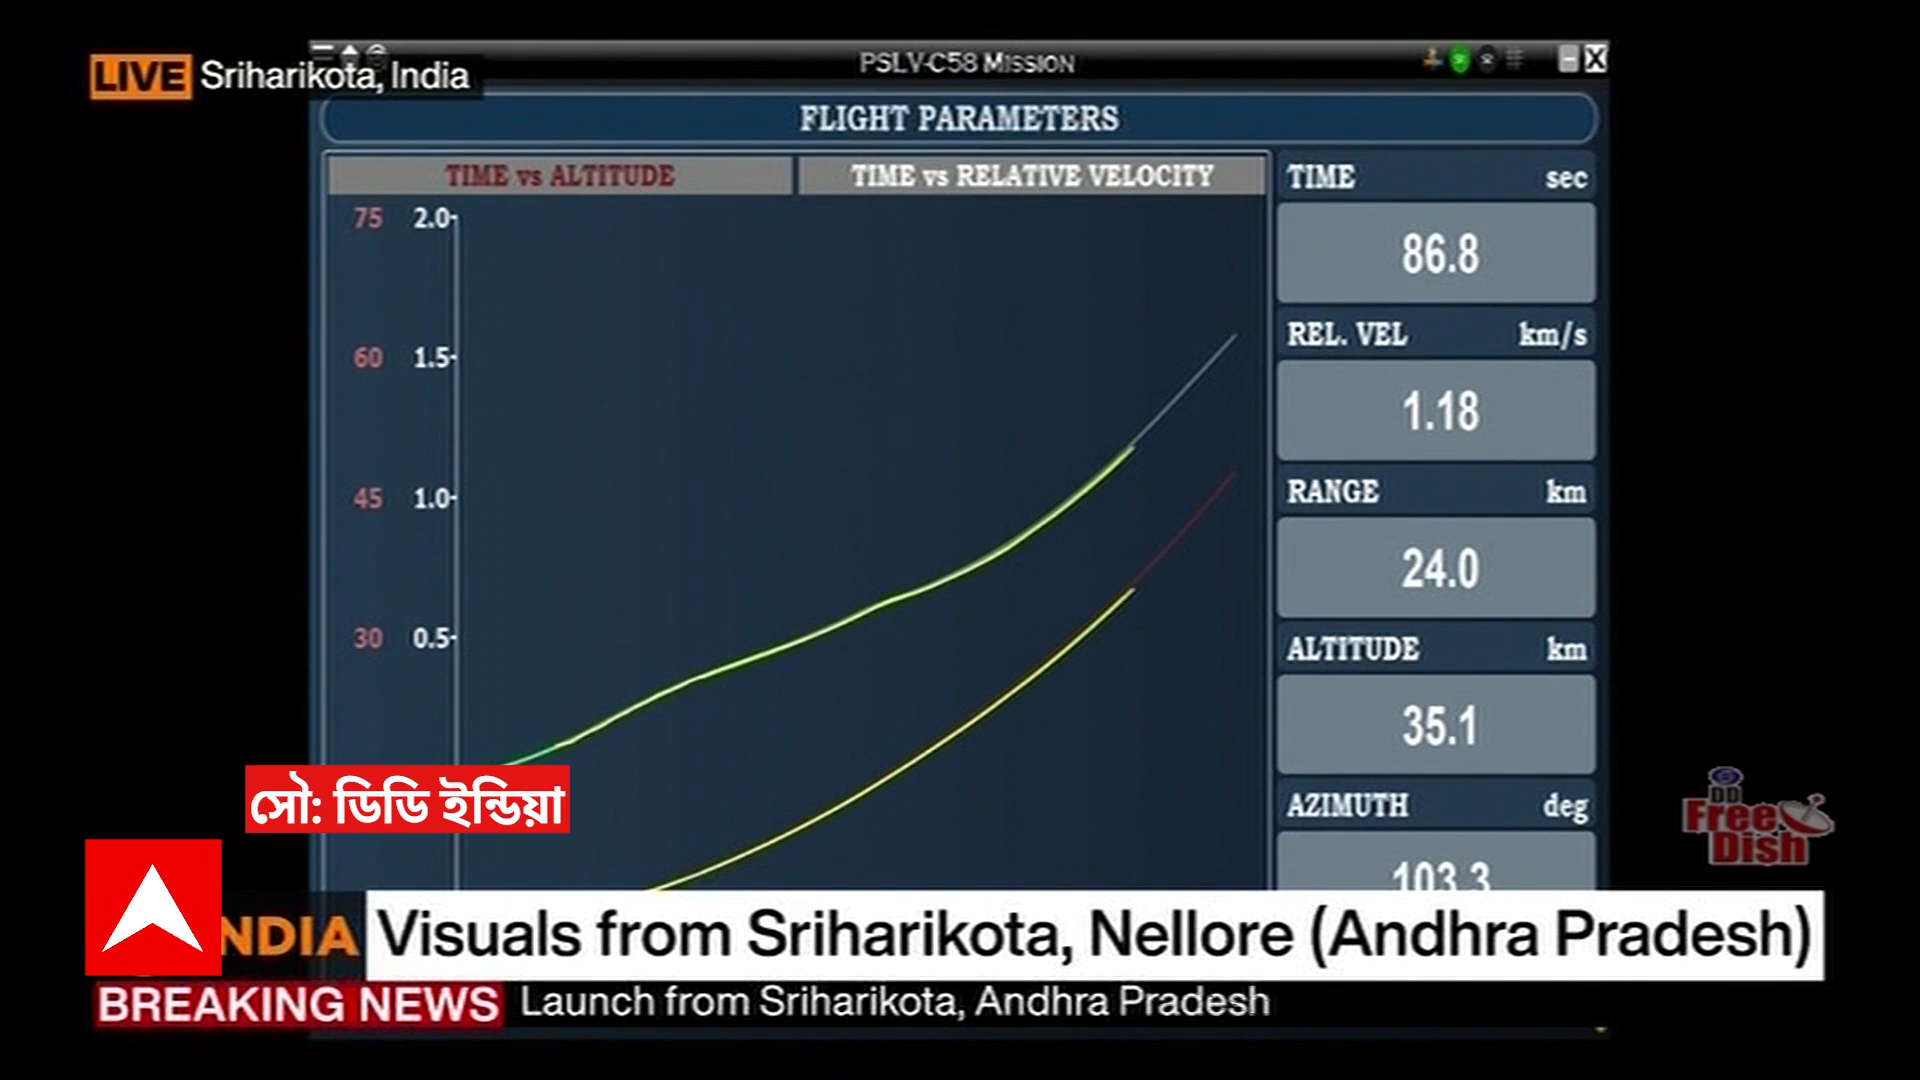 LIVE Sriharikota, India
PSLV-C58 MISSION
FLIGHT PARAMETERS
TIME vs ALTITUDE
TIME vs RELATIVE VELOCITY
75 2.0
60 1.5
45 1.0
30 0.5
TIME sec
86.8
REL. VEL km/s
1.18
RANGE km
24.0
ALTITUDE km
35.1
AZIMUTH deg
103.3
সৌ: ডিডি ইন্ডিয়া
DD
Free
Dish
NDIA Visuals from Sriharikota, Nellore (Andhra Pradesh)
BREAKING NEWS Launch from Sriharikota, Andhra Pradesh